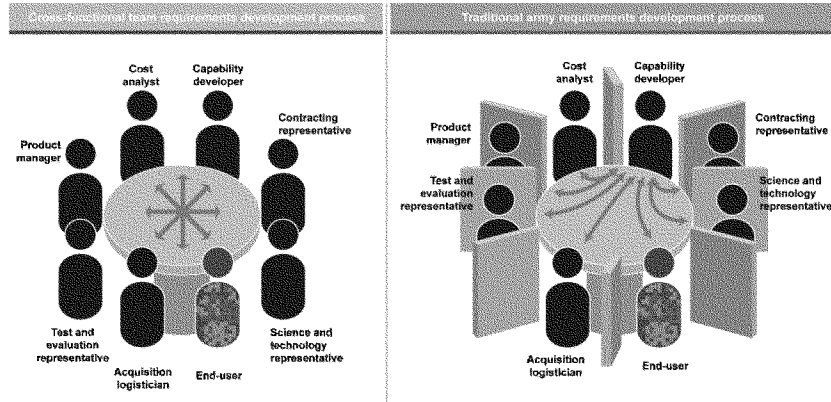 Cross-functional team requirements development process
Cost
analyst
Capability
developer
Contracting
representative
Product
manager
Test and
evaluation
representative
Acquisition
logistician
End-user
Science and
technology
representative
Traditional army requirements development process
Cost
analyst
Capability
developer
Product
manager
Contracting
representative
Test and
evaluation
representative
Science and
technology
representative
Acquisition
logistician
End-user